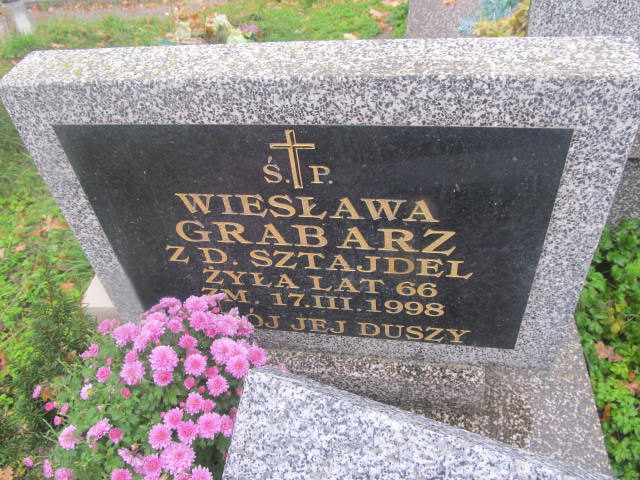 Ś. P.
WIESŁAWA
GRABARZ
Z D. SZTAJDEL
ŻYŁA LAT 66
ZM. 17.III.1998
JEJ DUSZY